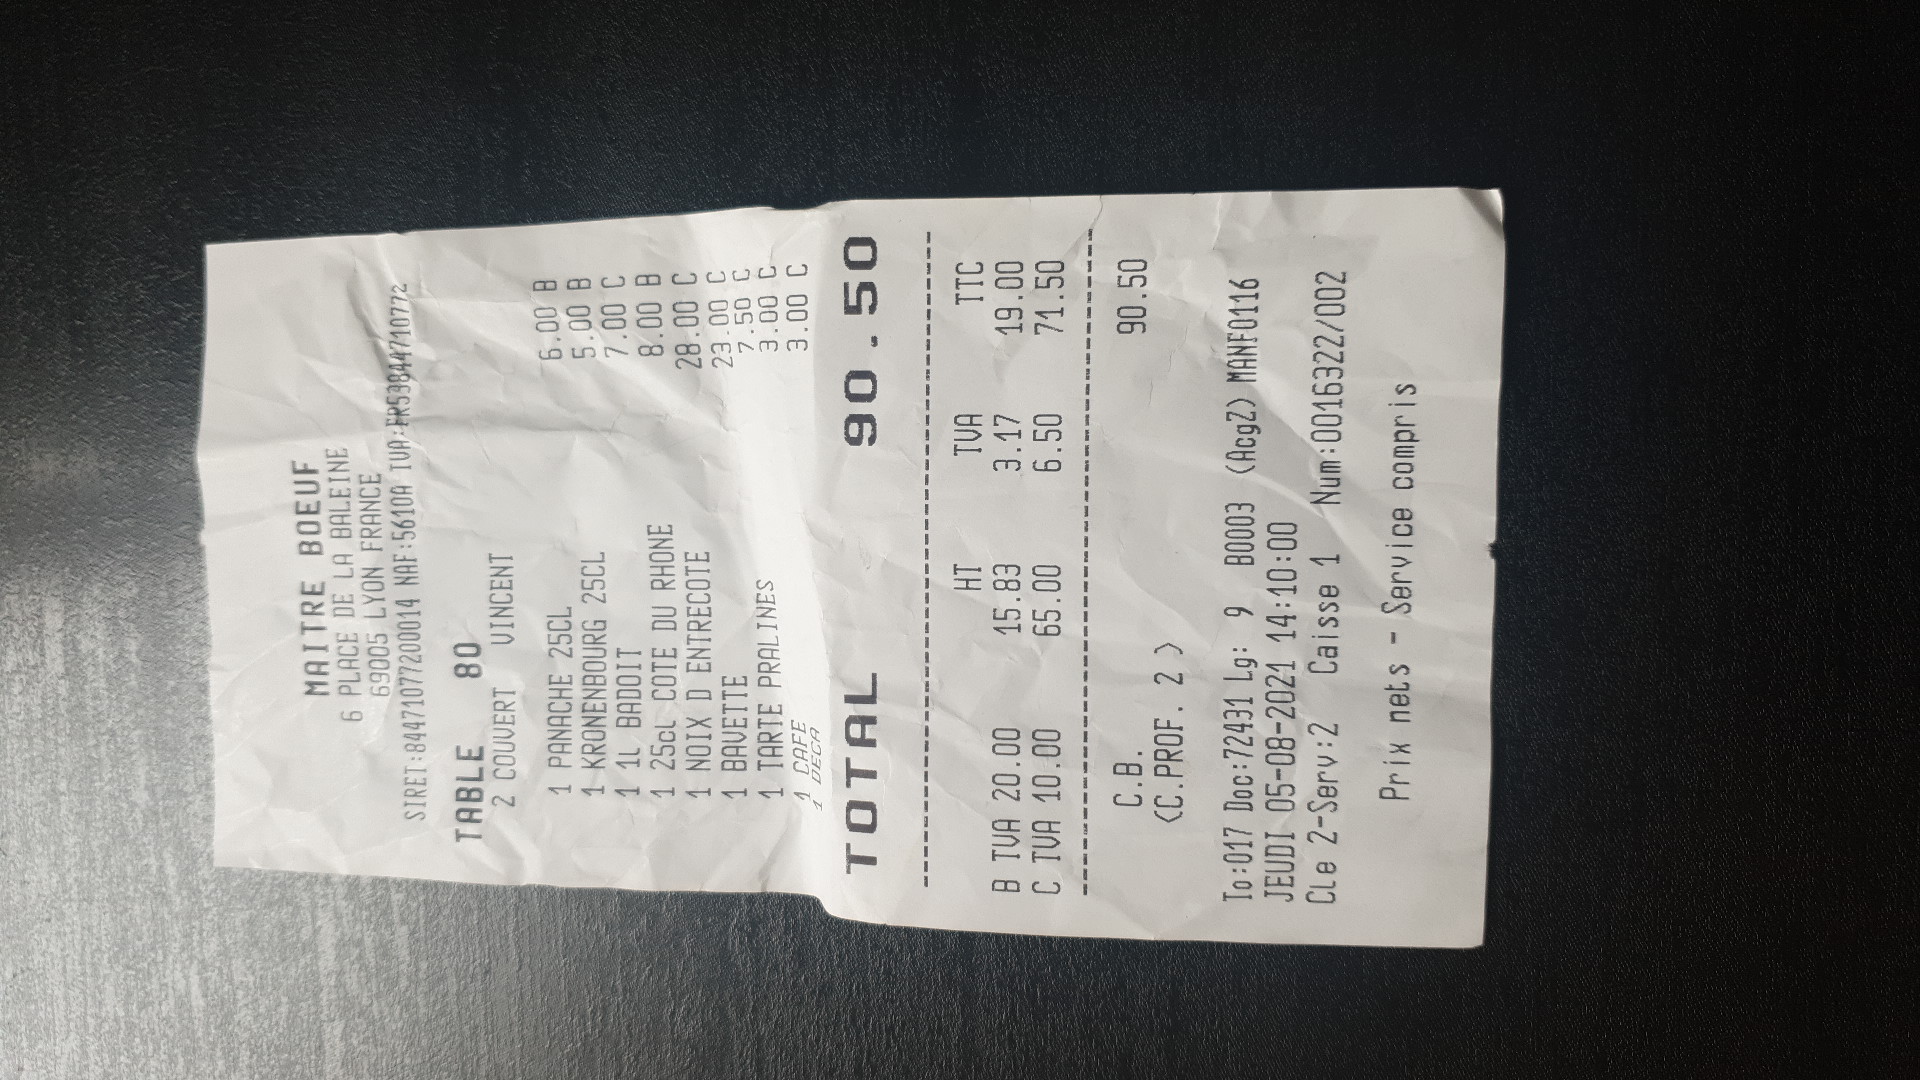 MAITRE BOEUF
6 PLACE DE LA BALEINE
69005 LYON FRANCE
SIRET:84471077200014 NAF:5610A TVA:FR53844710772
TABLE 80
2 COUVERT VINCENT
1 PANACHE 25CL 6.00 B
1 KRONENBOURG 25CL 5.00 B
1 1L BADOIT 7.00 C
1 25cL COTE DU RHONE 8.00 B
1 NOIX D ENTRECOTE 28.00 C
1 BAVETTE 23.00 C
1 TARTE PRALINES 7.50 C
1 CAFE 3.00 C
1 DECA 3.00 C
TOTAL 90.50
HT TVA TTC
B TVA 20.00 15.83 3.17 19.00
C TVA 10.00 65.00 6.50 71.50
C.B. 90.50
(C.PROF. 2 )
To:017 Doc:72431 Lg: 9 B0003 (AcgZ) MANF0116
JEUDI 05-08-2021 14:10:00
Cle 2-Serv:2 Caisse 1 Num:0016322/002
Prix nets - Service compris